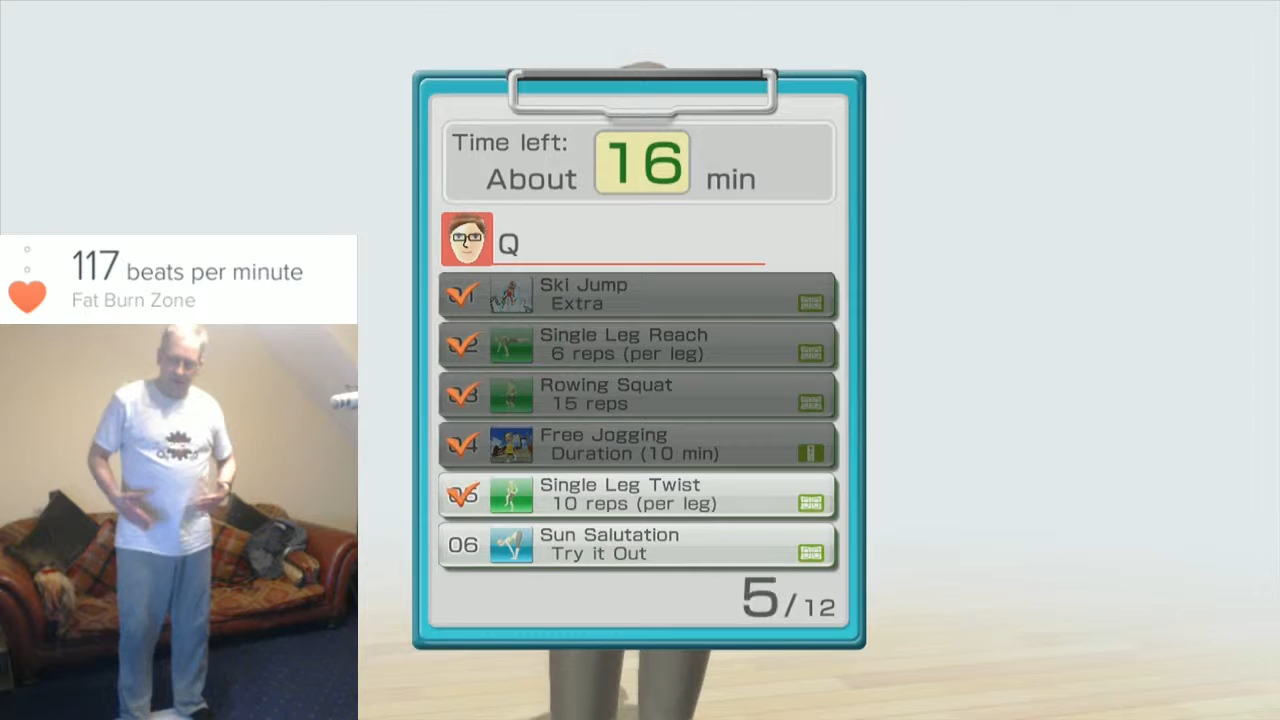 Time left:
About 16 min
Q
Ski Jump
Extra
Single Leg Reach
6 reps (per leg)
Rowing Squat
15 reps
04 Free Jogging
Duration (10 min)
05 Single Leg Twist
10 reps (per leg)
06 Sun Salutation
Try it Out
5/12
117 beats per minute
Fat Burn Zone